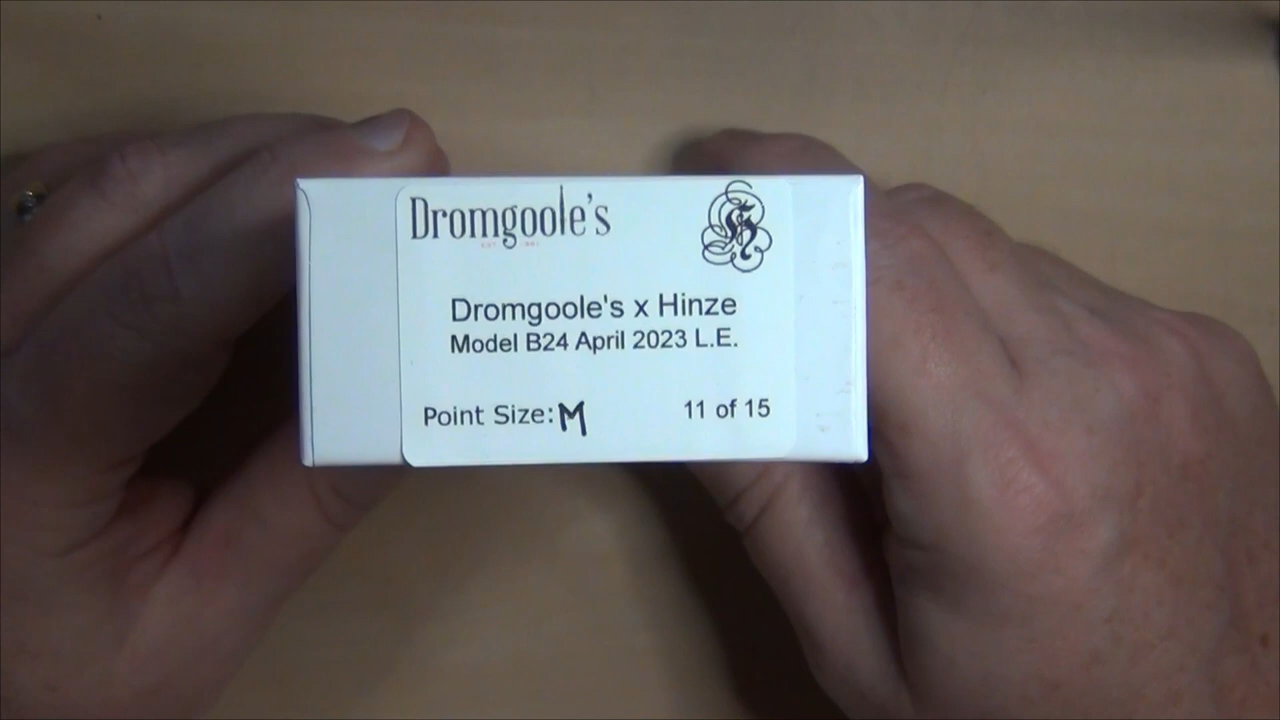 Dromgoole's
Dromgoole's x Hinze
Model B24 April 2023 L.E.
Point Size: M
11 of 15